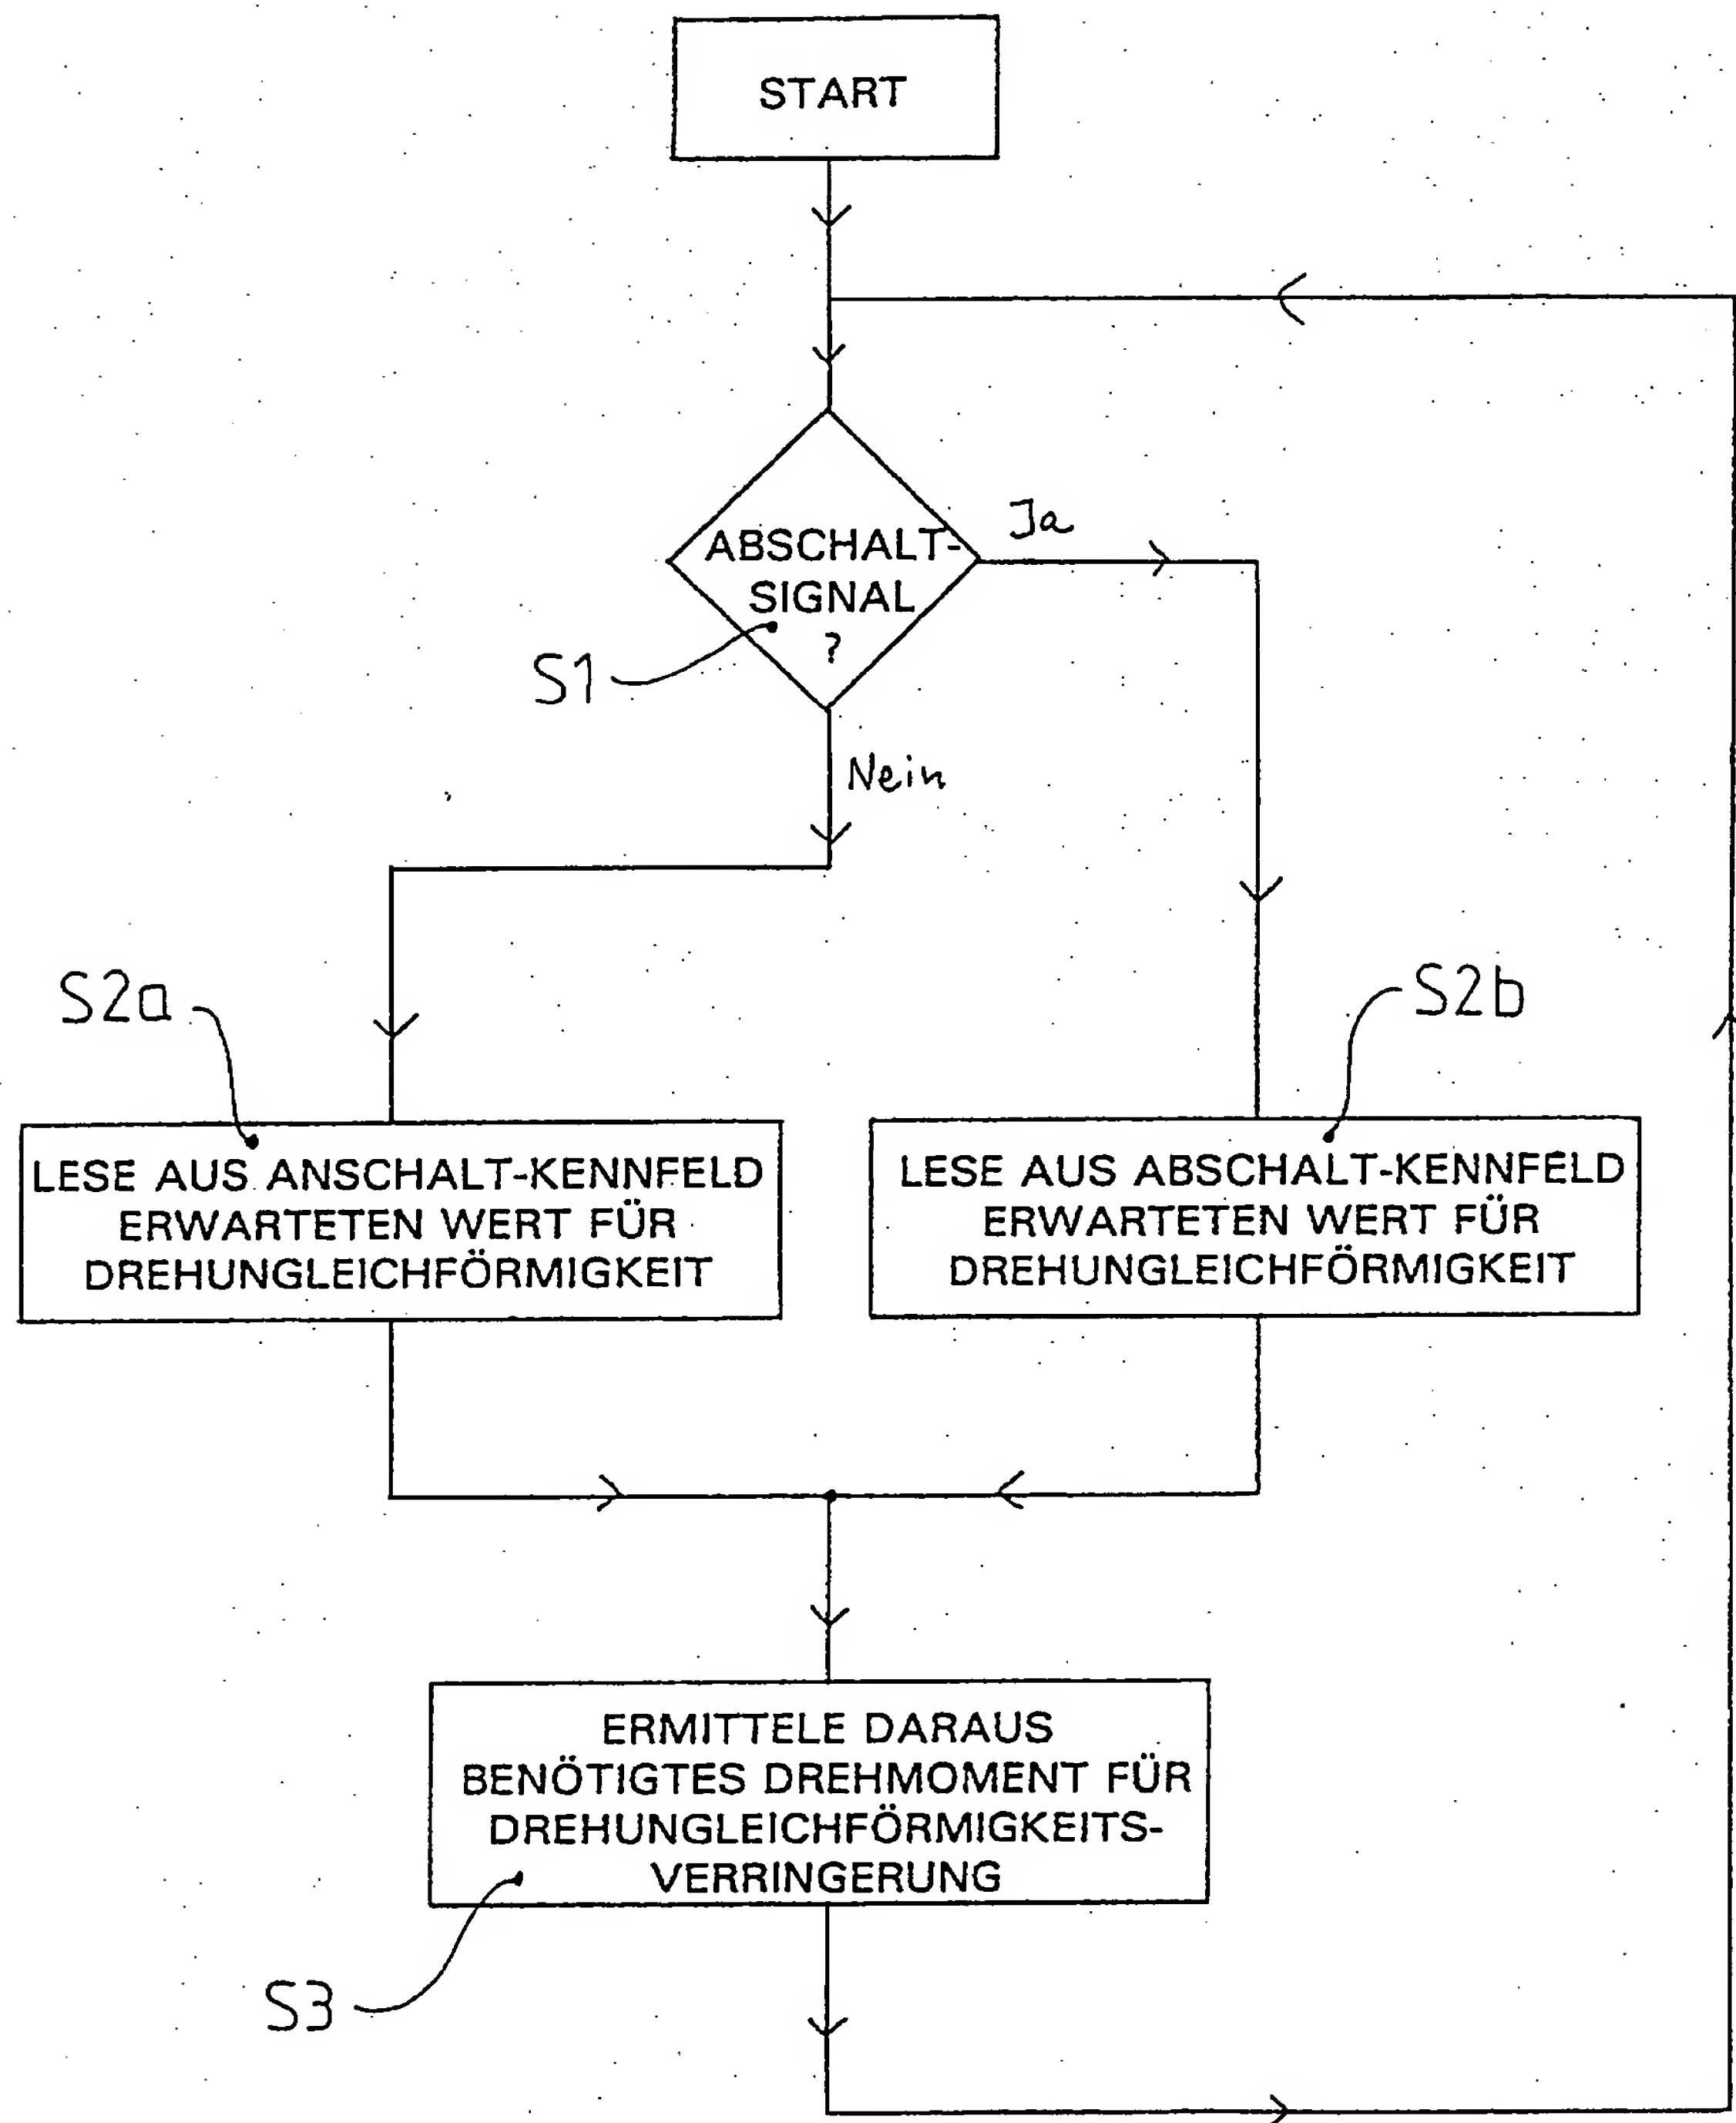 START
Ja
ABSCHALT-
SIGNAL
?
S1
Nein
S2a
S2b
LESE AUS ANSCHALT-KENNFELD
ERWARTETEN WERT FÜR
DREHUNGLEICHFÖRMIGKEIT
LESE AUS ABSCHALT-KENNFELD
ERWARTETEN WERT FÜR
DREHUNGLEICHFÖRMIGKEIT
ERMITTELE DARAUS
BENÖTIGTES DREHMOMENT FÜR
DREHUNGLEICHFÖRMIGKEITS-
VERRINGERUNG
S3